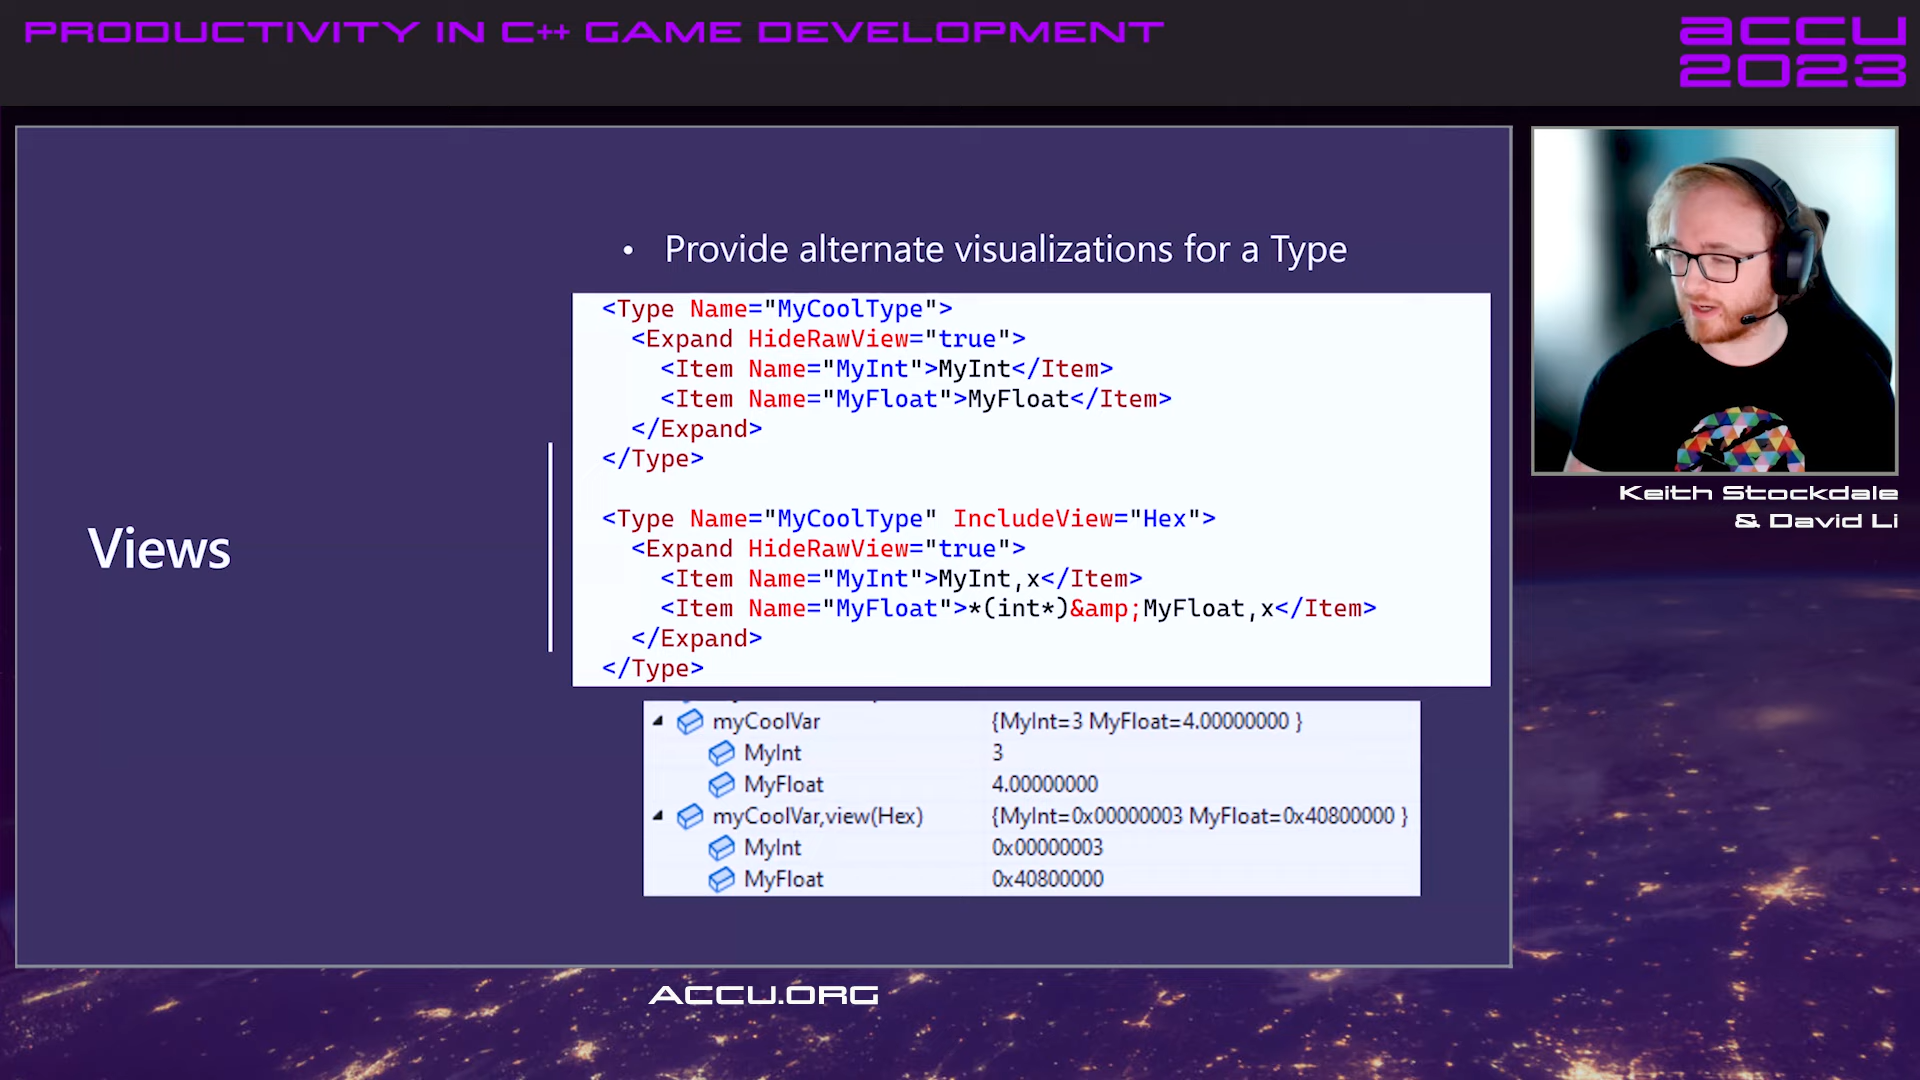 PRODUCTIVITY IN C++ GAME DEVELOPMENT
accu
2023
Views
• Provide alternate visualizations for a Type
<Type Name="MyCoolType">
<Expand HideRawView="true">
<Item Name="MyInt">MyInt</Item>
<Item Name="MyFloat">MyFloat</Item>
</Expand>
</Type>
<Type Name="MyCoolType" IncludeView="Hex">
<Expand HideRawView="true">
<Item Name="MyInt">MyInt,x</Item>
<Item Name="MyFloat">*(int*)&amp;MyFloat,x</Item>
</Expand>
</Type>
myCoolVar {MyInt=3 MyFloat=4.00000000 }
MyInt 3
MyFloat 4.00000000
myCoolVar,view(Hex) {MyInt=0x00000003 MyFloat=0x40800000 }
MyInt 0x00000003
MyFloat 0x40800000
Keith Stockdale
& David Li
ACCU.ORG